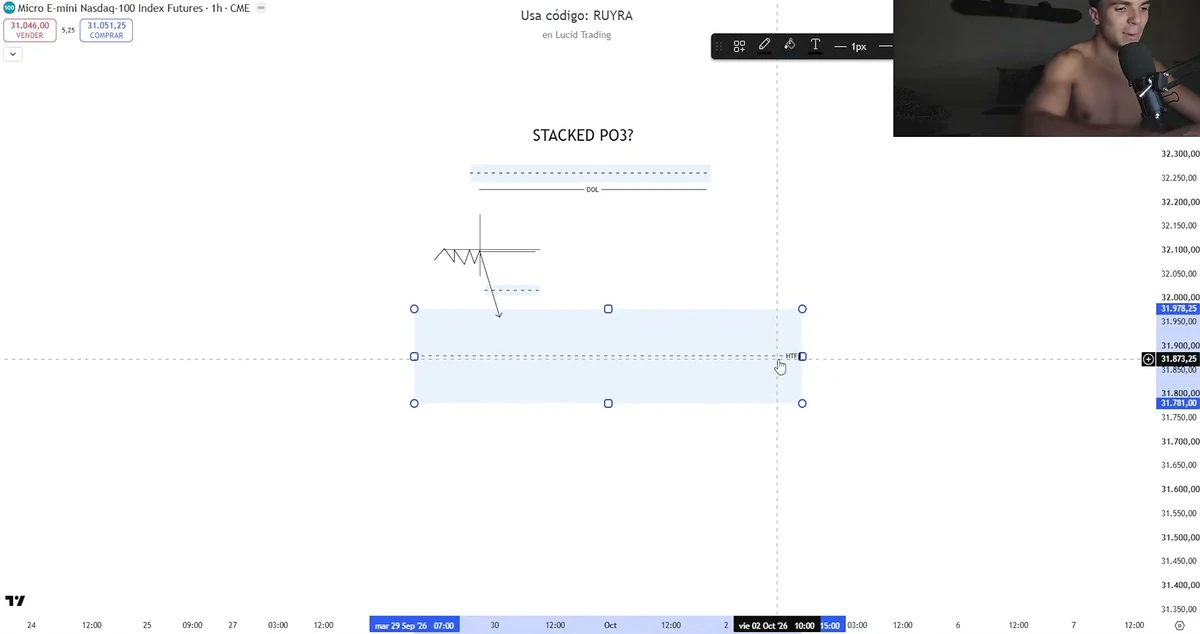 100 Micro E-mini Nasdaq-100 Index Futures · 1h · CME
31.046,00
VENDER
5,25
31.051,25
COMPRAR
Usa código: RUYRA
en Lucid Trading
T
1px
STACKED PO3?
DOL
HTF
32.300,00
32.250,00
32.200,00
32.150,00
32.100,00
32.050,00
32.000,00
31.978,25
31.950,00
31.900,00
31.873,25
31.850,00
31.800,00
31.781,00
31.750,00
31.700,00
31.650,00
31.600,00
31.550,00
31.500,00
31.450,00
31.400,00
31.350,00
24 12:00 25 09:00 27 03:00 12:00 mar 29 Sep '26 07:00 30 12:00 Oct 12:00 2 vie 02 Oct '26 10:00 15:00 03:00 12:00 6 12:00 7 12:00